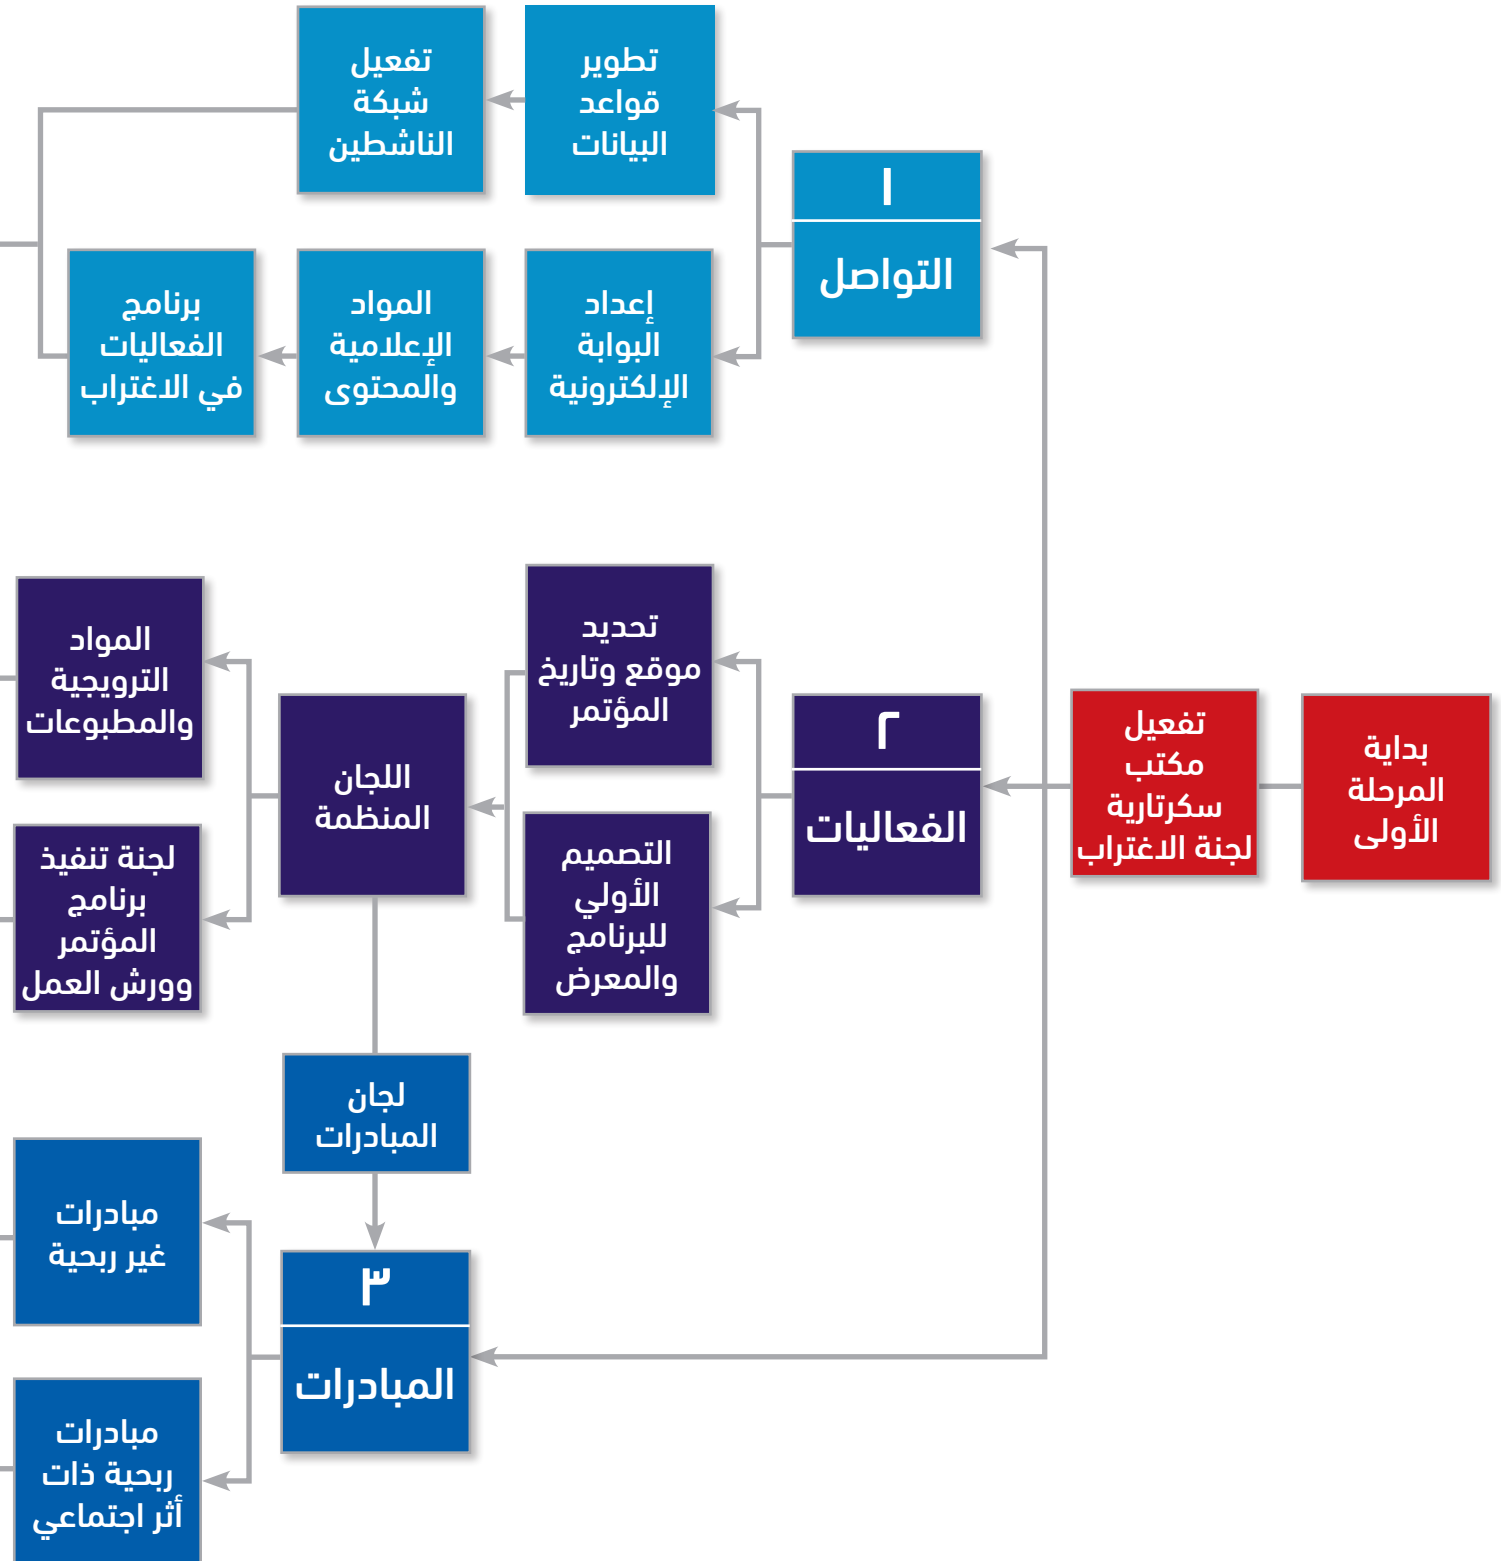 بداية
المرحلة
الأولى
تفعيل
مكتب
سكرتارية
لجنة الاغتراب
١
التواصل
تطوير
قواعد
البيانات
تفعيل
شبكة
الناشطين
إعداد
البوابة
الإلكترونية
المواد
الإعلامية
والمحتوى
برنامج
الفعاليات
في الاغتراب
٢
الفعاليات
تحديد
موقع وتاريخ
المؤتمر
التصميم
الأولي
للبرنامج
والمعرض
اللجان
المنظمة
المواد
الترويجية
والمطبوعات
لجنة تنفيذ
برنامج
المؤتمر
وورش العمل
لجان
المبادرات
٣
المبادرات
مبادرات
غير ربحية
مبادرات
ربحية ذات
أثر اجتماعي